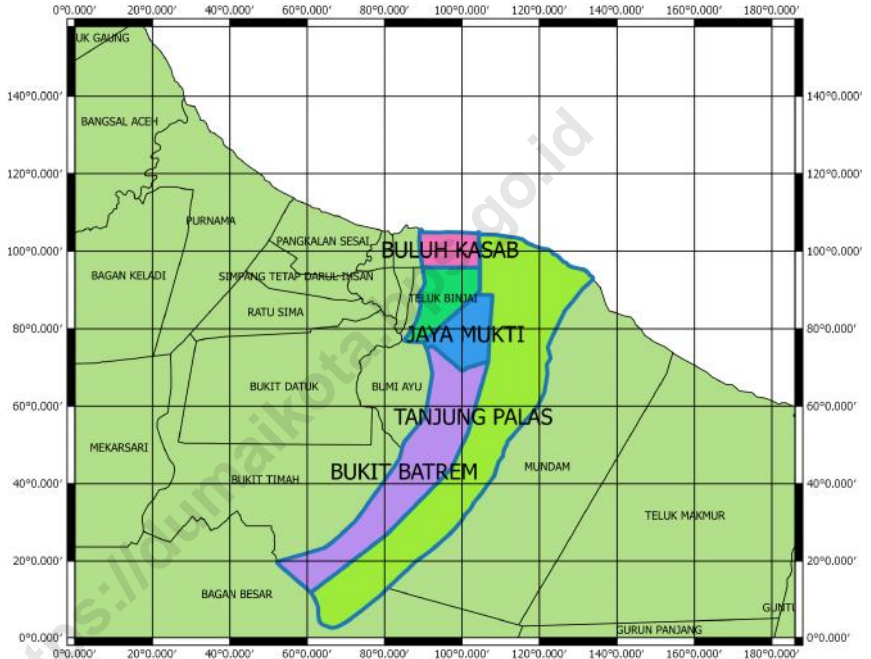 0°0.000' 20°0.000' 40°0.000' 60°0.000' 80°0.000' 100°0.000' 120°0.000' 140°0.000' 160°0.000' 180°0.000'
UK GAUNG
140°0.000' 140°0.000'
BANGSAL ACEH
120°0.000' 120°0.000'
PURNAMA
PANGKALAN SESAI
100°0.000' BULUH KASAB 100°0.000'
BAGAN KELADI SIMPANG TETAP DARUL IHSAN
TELUK BINJAI
RATU SIMA
80°0.000' JAYA MUKTI 80°0.000'
BUKIT DATUK BUMI AYU
60°0.000' 60°0.000'
TANJUNG PALAS
MEKARSARI
BUKIT BATREM MUNDAM
BUKIT TIMAH
40°0.000' 40°0.000'
TELUK MAKMUR
20°0.000' 20°0.000'
BAGAN BESAR
GUNTU
GURUN PANJANG
0°0.000' 0°0.000'
0°0.000' 20°0.000' 40°0.000' 60°0.000' 80°0.000' 100°0.000' 120°0.000' 140°0.000' 160°0.000' 180°0.000'